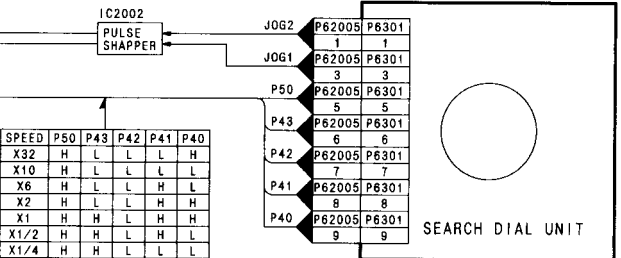 IC2002
PULSE
SHAPPER
JOG2 P62005 P6301
1 1
JOG1 P62005 P6301
3 3
P50 P62005 P6301
5 5
P43 P62005 P6301
6 6
P42 P62005 P6301
7 7
P41 P62005 P6301
8 8
P40 P62005 P6301
9 9
SEARCH DIAL UNIT
SPEED P50 P43 P42 P41 P40
X32 H L L L H
X10 H L L L L
X6 H L L H L
X2 H L L H H
X1 H H L H H
X1/2 H H L H L
X1/4 H H L L L